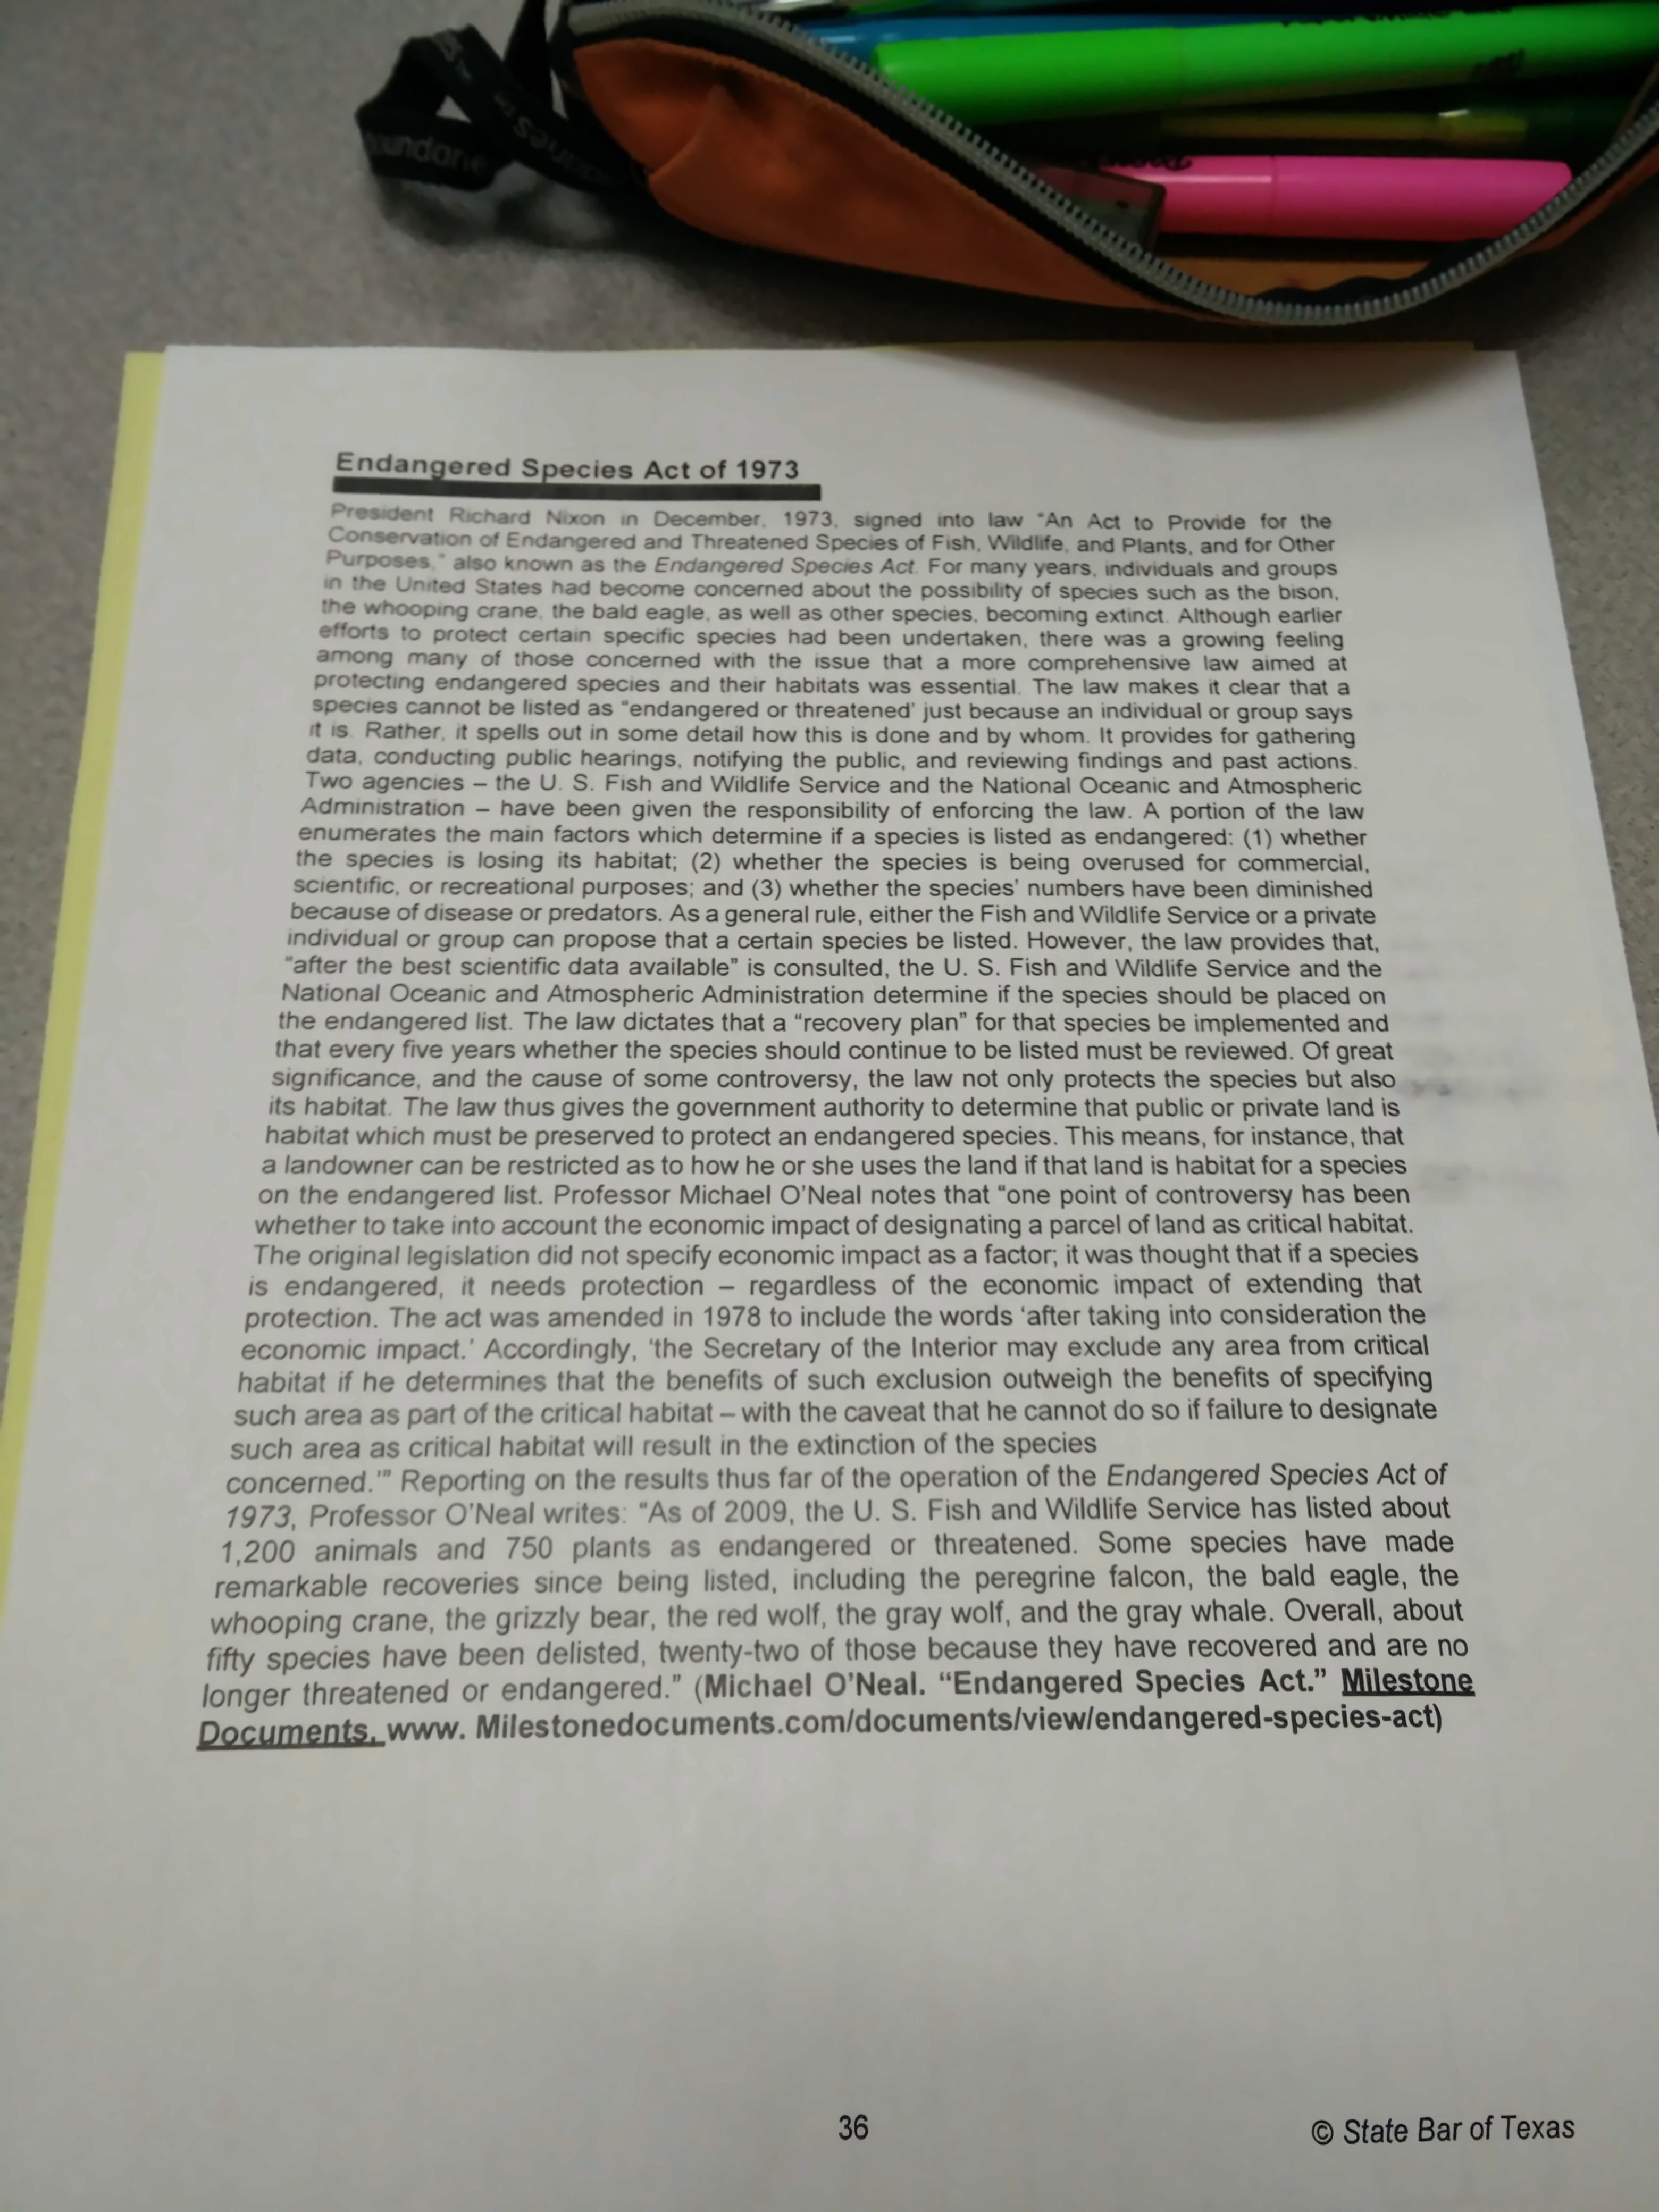 oundarie
Endangered Species Act of 1973
President Richard Nixon in December, 1973, signed into law "An Act to Provide for the
Conservation of Endangered and Threatened Species of Fish, Wildlife, and Plants, and for Other
Purposes," also known as the Endangered Species Act. For many years, individuals and groups
in the United States had become concerned about the possibility of species such as the bison,
the whooping crane, the bald eagle, as well as other species, becoming extinct. Although earlier
efforts to protect certain specific species had been undertaken, there was a growing feeling
among many of those concerned with the issue that a more comprehensive law aimed at
protecting endangered species and their habitats was essential. The law makes it clear that a
species cannot be listed as "endangered or threatened' just because an individual or group says
it is. Rather, it spells out in some detail how this is done and by whom. It provides for gathering
data, conducting public hearings, notifying the public, and reviewing findings and past actions.
Two agencies – the U. S. Fish and Wildlife Service and the National Oceanic and Atmospheric
Administration – have been given the responsibility of enforcing the law. A portion of the law
enumerates the main factors which determine if a species is listed as endangered: (1) whether
the species is losing its habitat; (2) whether the species is being overused for commercial,
scientific, or recreational purposes; and (3) whether the species' numbers have been diminished
because of disease or predators. As a general rule, either the Fish and Wildlife Service or a private
individual or group can propose that a certain species be listed. However, the law provides that,
"after the best scientific data available" is consulted, the U. S. Fish and Wildlife Service and the
National Oceanic and Atmospheric Administration determine if the species should be placed on
the endangered list. The law dictates that a "recovery plan" for that species be implemented and
that every five years whether the species should continue to be listed must be reviewed. Of great
significance, and the cause of some controversy, the law not only protects the species but also
its habitat. The law thus gives the government authority to determine that public or private land is
habitat which must be preserved to protect an endangered species. This means, for instance, that
a landowner can be restricted as to how he or she uses the land if that land is habitat for a species
on the endangered list. Professor Michael O'Neal notes that "one point of controversy has been
whether to take into account the economic impact of designating a parcel of land as critical habitat.
The original legislation did not specify economic impact as a factor; it was thought that if a species
is endangered, it needs protection – regardless of the economic impact of extending that
protection. The act was amended in 1978 to include the words 'after taking into consideration the
economic impact.' Accordingly, 'the Secretary of the Interior may exclude any area from critical
habitat if he determines that the benefits of such exclusion outweigh the benefits of specifying
such area as part of the critical habitat – with the caveat that he cannot do so if failure to designate
such area as critical habitat will result in the extinction of the species
concerned.'" Reporting on the results thus far of the operation of the Endangered Species Act of
1973, Professor O'Neal writes: "As of 2009, the U. S. Fish and Wildlife Service has listed about
1,200 animals and 750 plants as endangered or threatened. Some species have made
remarkable recoveries since being listed, including the peregrine falcon, the bald eagle, the
whooping crane, the grizzly bear, the red wolf, the gray wolf, and the gray whale. Overall, about
fifty species have been delisted, twenty-two of those because they have recovered and are no
longer threatened or endangered." (Michael O'Neal. "Endangered Species Act." Milestone
Documents, www. Milestonedocuments.com/documents/view/endangered-species-act)
36
© State Bar of Texas